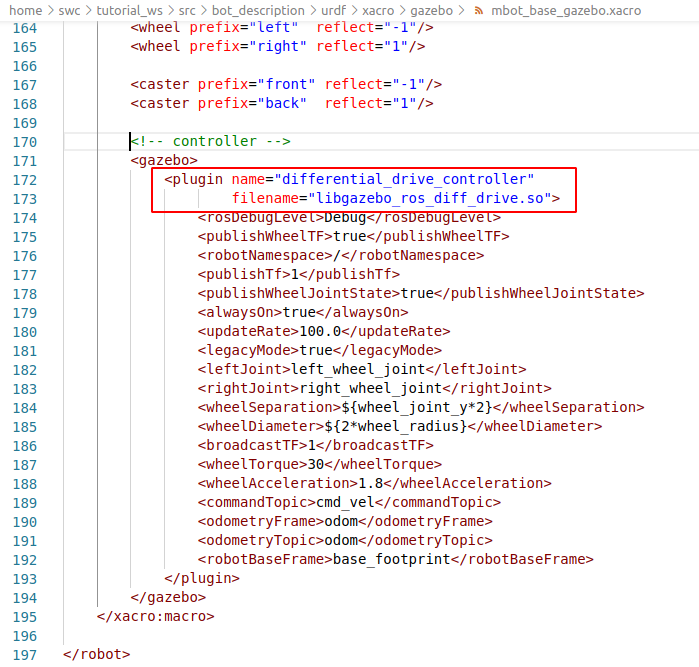 home > swc > tutorial_ws > src > bot_description > urdf > xacro > gazebo > mbot_base_gazebo.xacro
164 <wheel prefix="left"  reflect="-1"/>
165 <wheel prefix="right" reflect="1"/>
166
167 <caster prefix="front" reflect="-1"/>
168 <caster prefix="back"  reflect="1"/>
169
170 <!-- controller -->
171 <gazebo>
172 <plugin name="differential_drive_controller"
173 filename="libgazebo_ros_diff_drive.so">
174 <rosDebugLevel>Debug</rosDebugLevel>
175 <publishWheelTF>true</publishWheelTF>
176 <robotNamespace>/</robotNamespace>
177 <publishTf>1</publishTf>
178 <publishWheelJointState>true</publishWheelJointState>
179 <alwaysOn>true</alwaysOn>
180 <updateRate>100.0</updateRate>
181 <legacyMode>true</legacyMode>
182 <leftJoint>left_wheel_joint</leftJoint>
183 <rightJoint>right_wheel_joint</rightJoint>
184 <wheelSeparation>${wheel_joint_y*2}</wheelSeparation>
185 <wheelDiameter>${2*wheel_radius}</wheelDiameter>
186 <broadcastTF>1</broadcastTF>
187 <wheelTorque>30</wheelTorque>
188 <wheelAcceleration>1.8</wheelAcceleration>
189 <commandTopic>cmd_vel</commandTopic>
190 <odometryFrame>odom</odometryFrame>
191 <odometryTopic>odom</odometryTopic>
192 <robotBaseFrame>base_footprint</robotBaseFrame>
193 </plugin>
194 </gazebo>
195 </xacro:macro>
196
197 </robot>